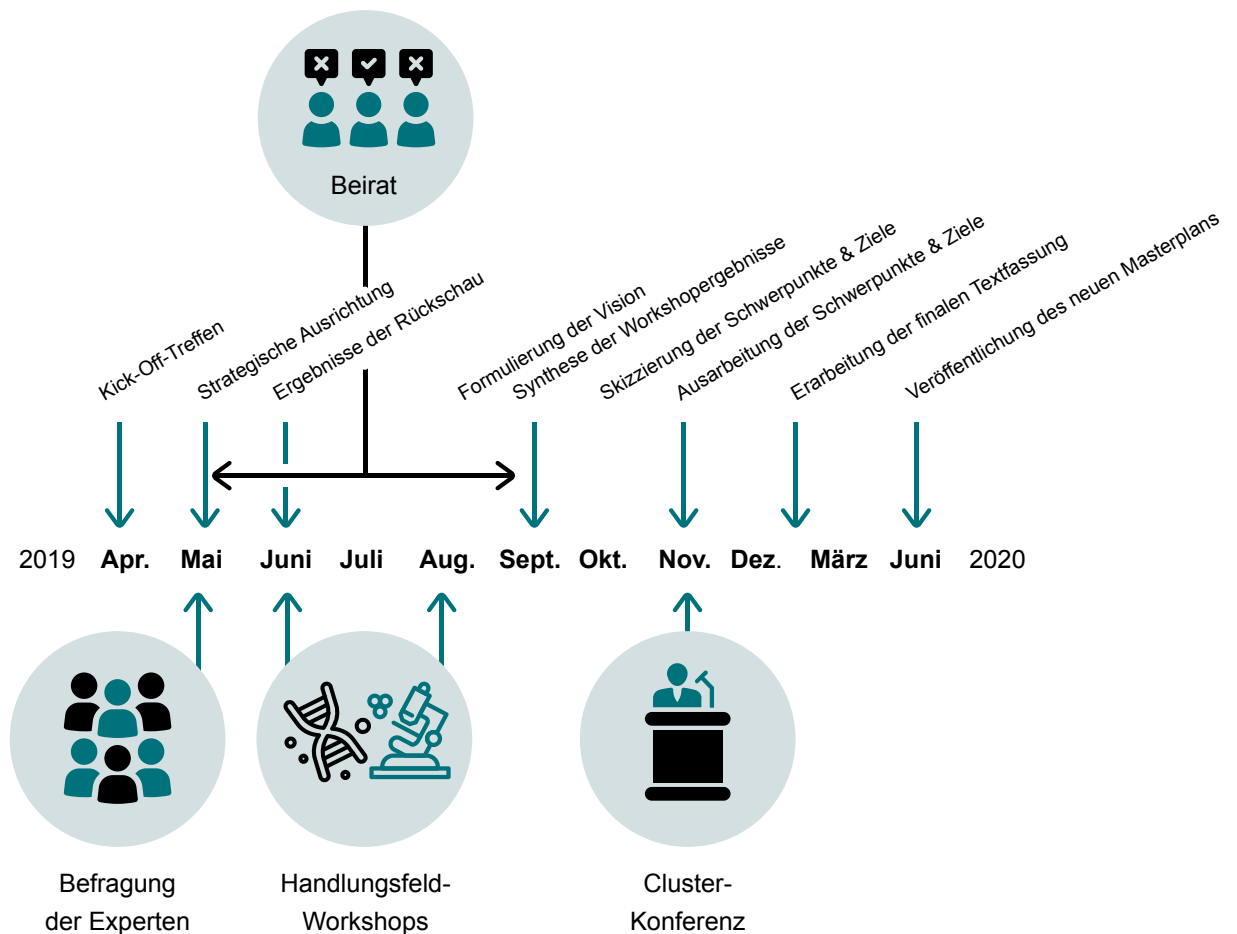 Beirat
Kick-Off-Treffen
Strategische Ausrichtung
Ergebnisse der Rückschau
Formulierung der Vision
Synthese der Workshopergebnisse
Skizzierung der Schwerpunkte & Ziele
Ausarbeitung der Schwerpunkte & Ziele
Erarbeitung der finalen Textfassung
Veröffentlichung des neuen Masterplans
2019 Apr. Mai Juni Juli Aug. Sept. Okt. Nov. Dez. März Juni 2020
Befragung
der Experten
Handlungsfeld-
Workshops
Cluster-
Konferenz